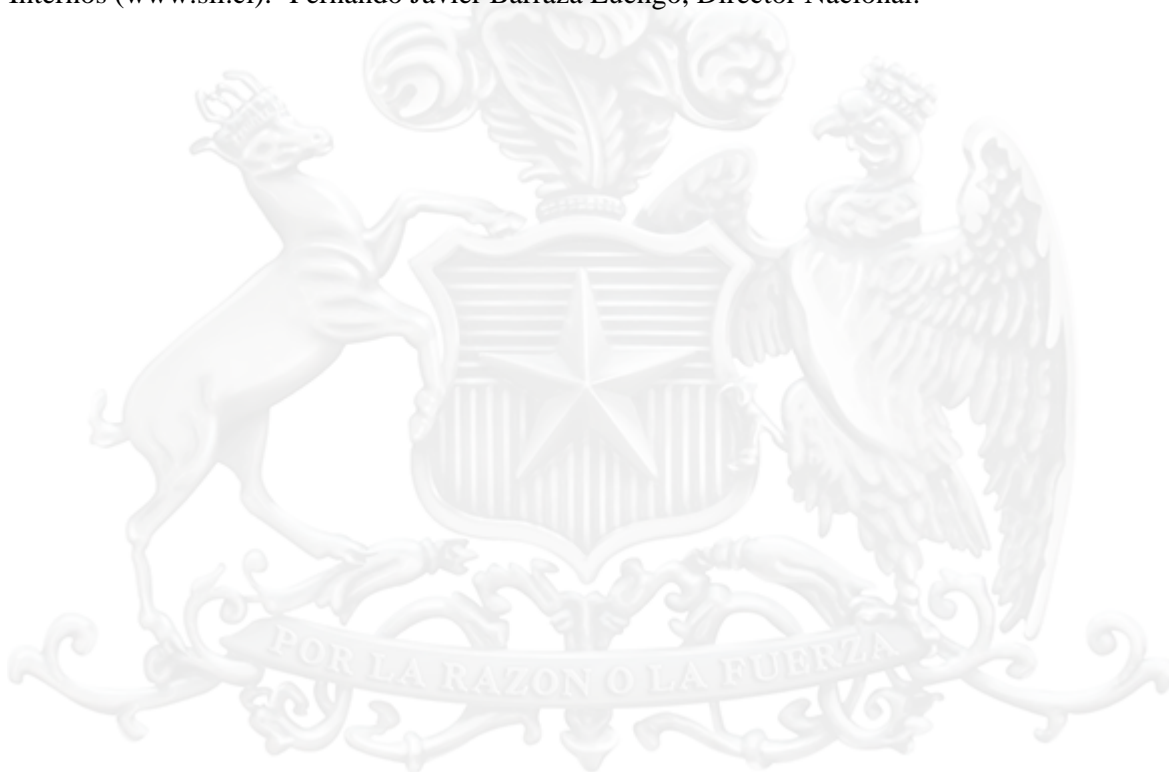 Internos (www.sii.cl).- Fernando Javier Barraza Luengo, Director Nacional.
POR LA RAZON O LA FUERZA